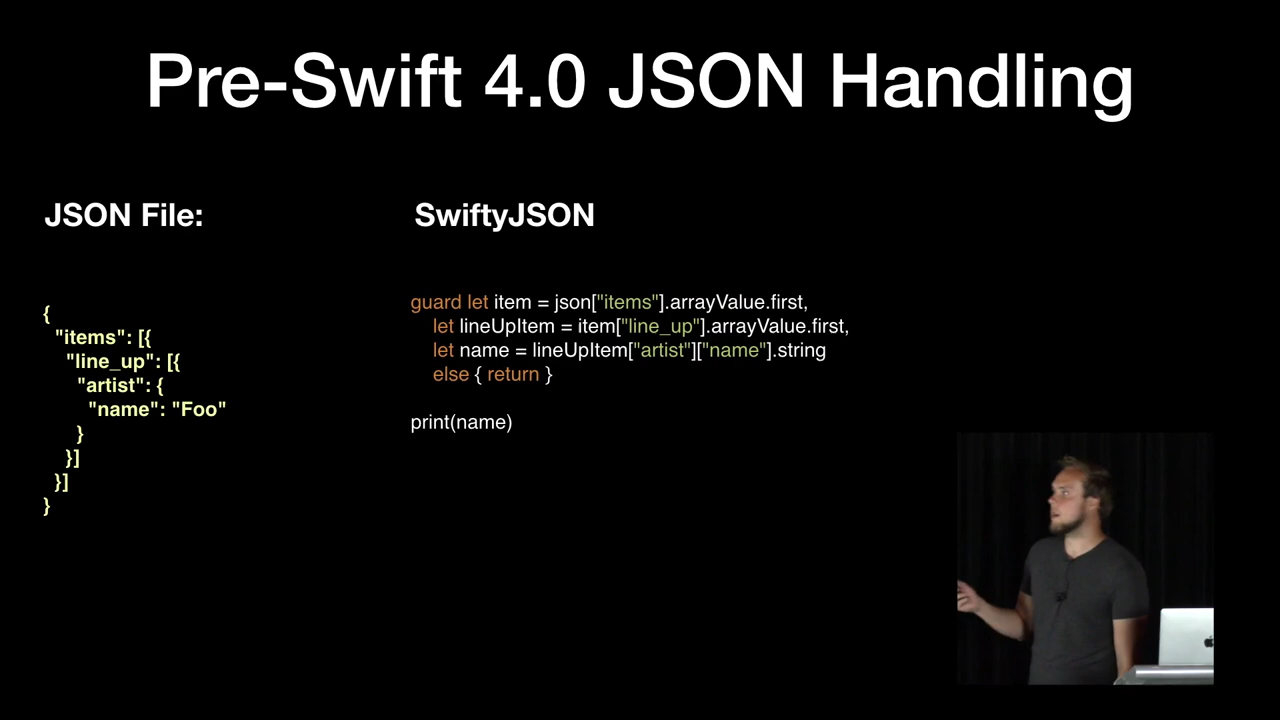 Pre-Swift 4.0 JSON Handling
JSON File:
{
"items": [{
"line_up": [{
"artist": {
"name": "Foo"
}
}]
}]
}
SwiftyJSON
guard let item = json["items"].arrayValue.first,
let lineUpItem = item["line_up"].arrayValue.first,
let name = lineUpItem["artist"]["name"].string
else { return }
print(name)